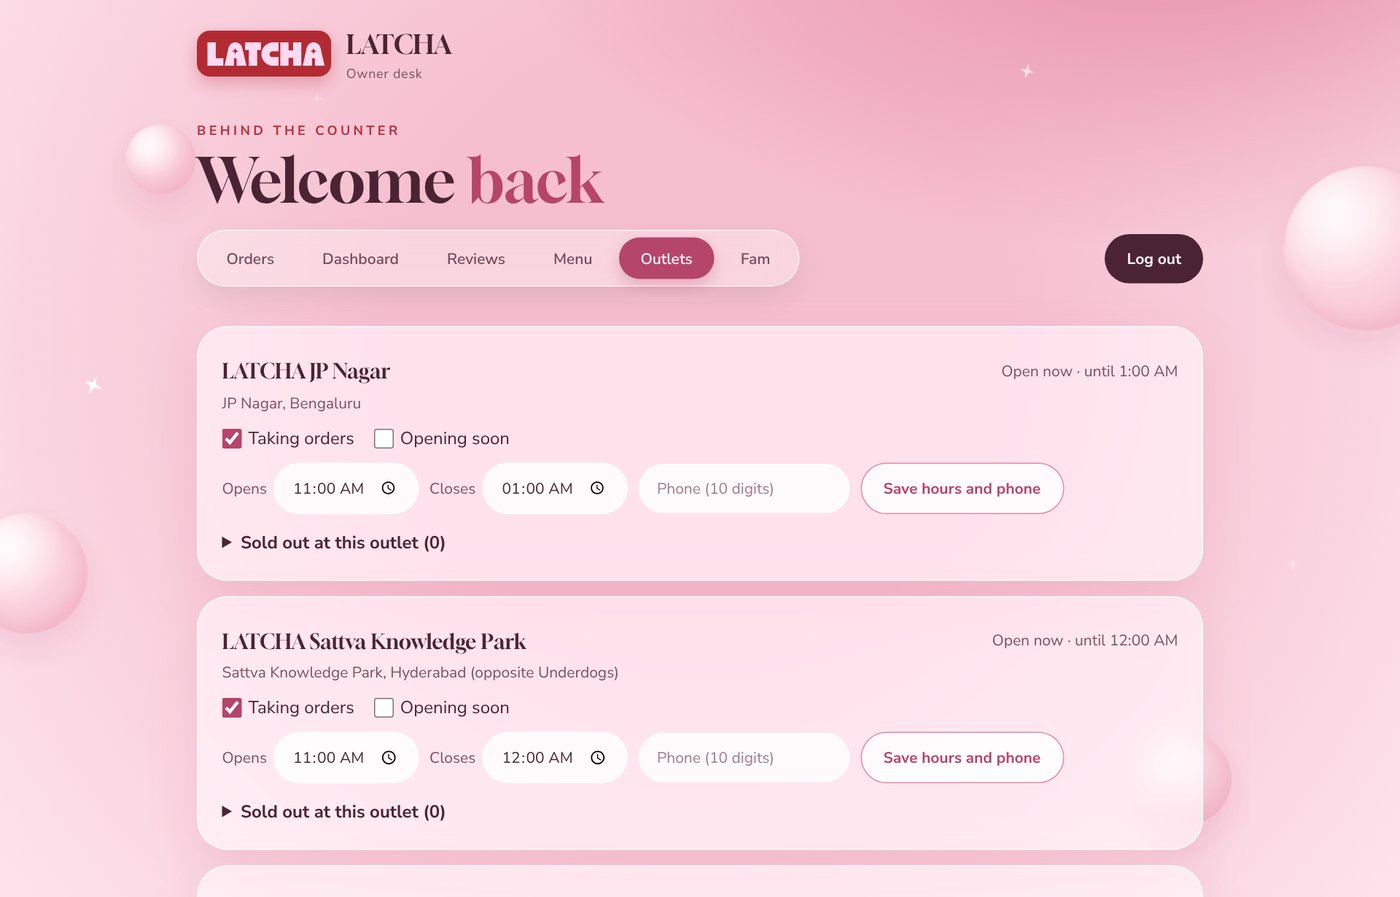 LATCHA
LATCHA
Owner desk
BEHIND THE COUNTER
Welcome back
Orders Dashboard Reviews Menu Outlets Fam
Log out
LATCHA JP Nagar
Open now · until 1:00 AM
JP Nagar, Bengaluru
Taking orders Opening soon
Opens 11:00 AM Closes 01:00 AM Phone (10 digits) Save hours and phone
Sold out at this outlet (0)
LATCHA Sattva Knowledge Park
Open now · until 12:00 AM
Sattva Knowledge Park, Hyderabad (opposite Underdogs)
Taking orders Opening soon
Opens 11:00 AM Closes 12:00 AM Phone (10 digits) Save hours and phone
Sold out at this outlet (0)